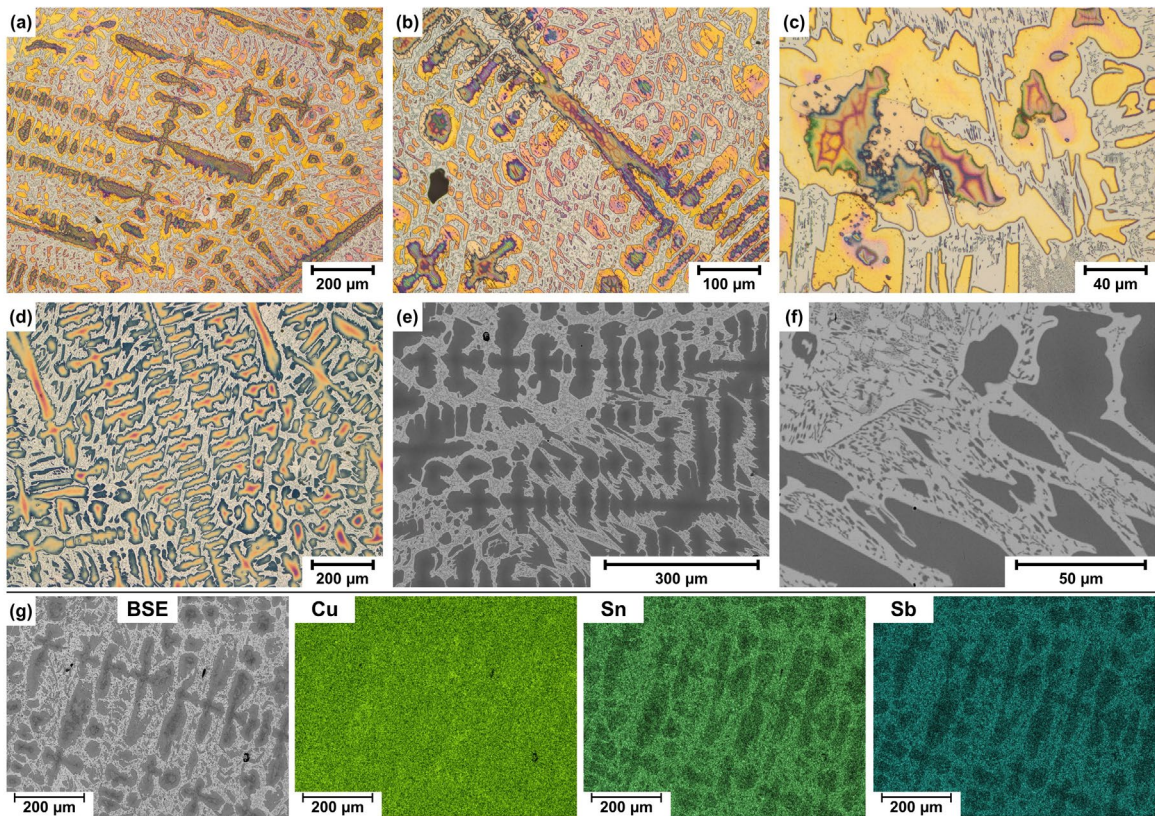 (a)
200 µm
(b)
100 µm
(c)
40 µm
(d)
200 µm
(e)
300 µm
(f)
50 µm
(g)
BSE
200 µm
Cu
200 µm
Sn
200 µm
Sb
200 µm